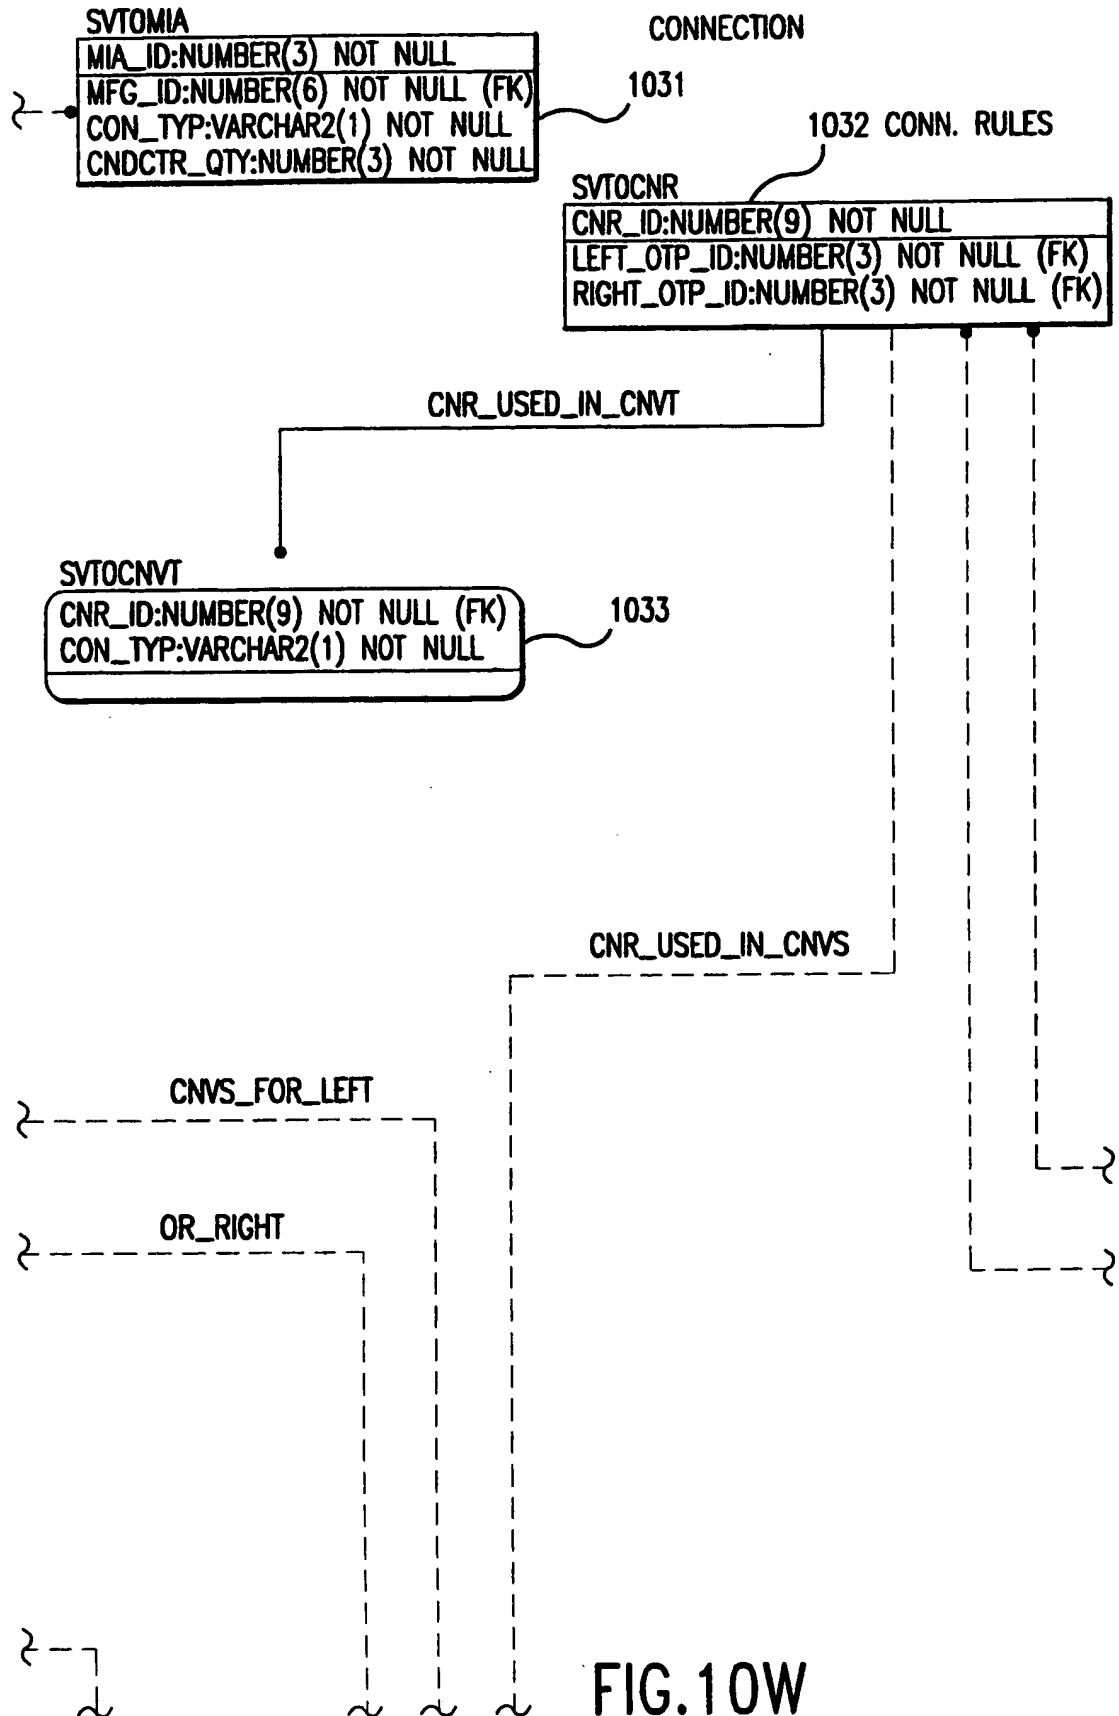 SVTOMIA
MIA_ID:NUMBER(3) NOT NULL
MFG_ID:NUMBER(6) NOT NULL (FK)
CON_TYP:VARCHAR2(1) NOT NULL
CNDCTR_QTY:NUMBER(3) NOT NULL
CONNECTION
1031
1032 CONN. RULES
SVTOCNR
CNR_ID:NUMBER(9) NOT NULL
LEFT_OTP_ID:NUMBER(3) NOT NULL (FK)
RIGHT_OTP_ID:NUMBER(3) NOT NULL (FK)
CNR_USED_IN_CNVT
SVTOCNVT
CNR_ID:NUMBER(9) NOT NULL (FK)
CON_TYP:VARCHAR2(1) NOT NULL
1033
CNR_USED_IN_CNVS
CNVS_FOR_LEFT
OR_RIGHT
FIG.10W